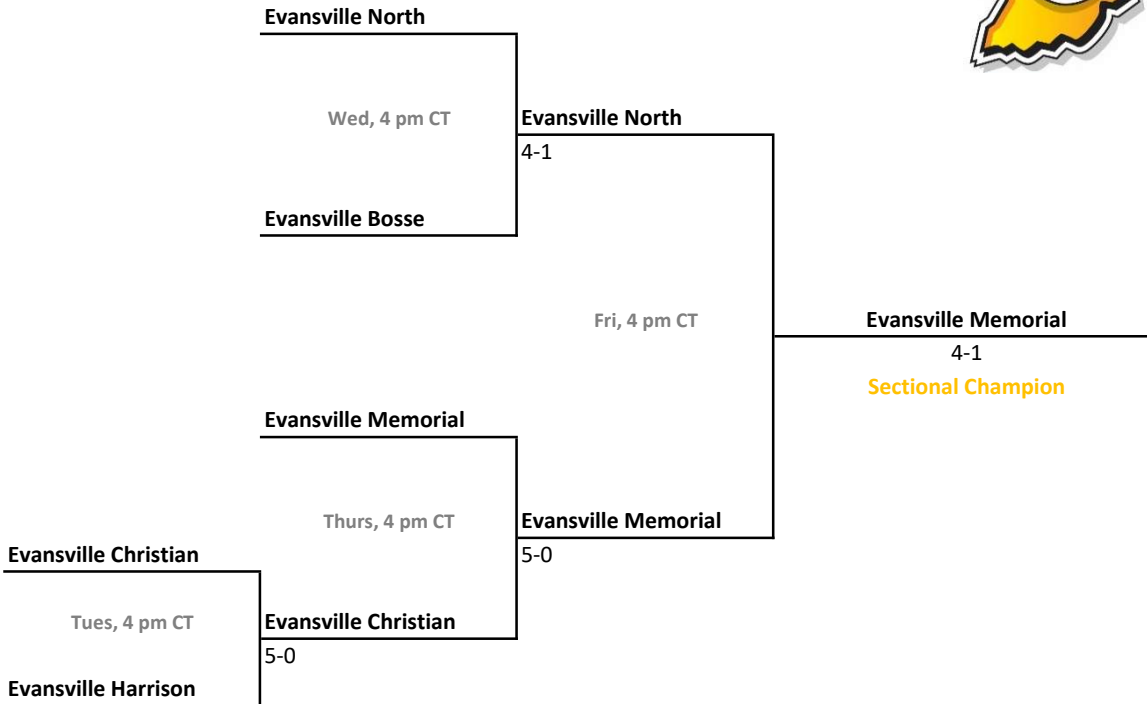 Evansville North
Wed, 4 pm CT
Evansville North
4-1
Evansville Bosse
Fri, 4 pm CT
Evansville Memorial
4-1
Sectional Champion
Evansville Memorial
Thurs, 4 pm CT
Evansville Memorial
5-0
Evansville Christian
Tues, 4 pm CT
Evansville Christian
5-0
Evansville Harrison